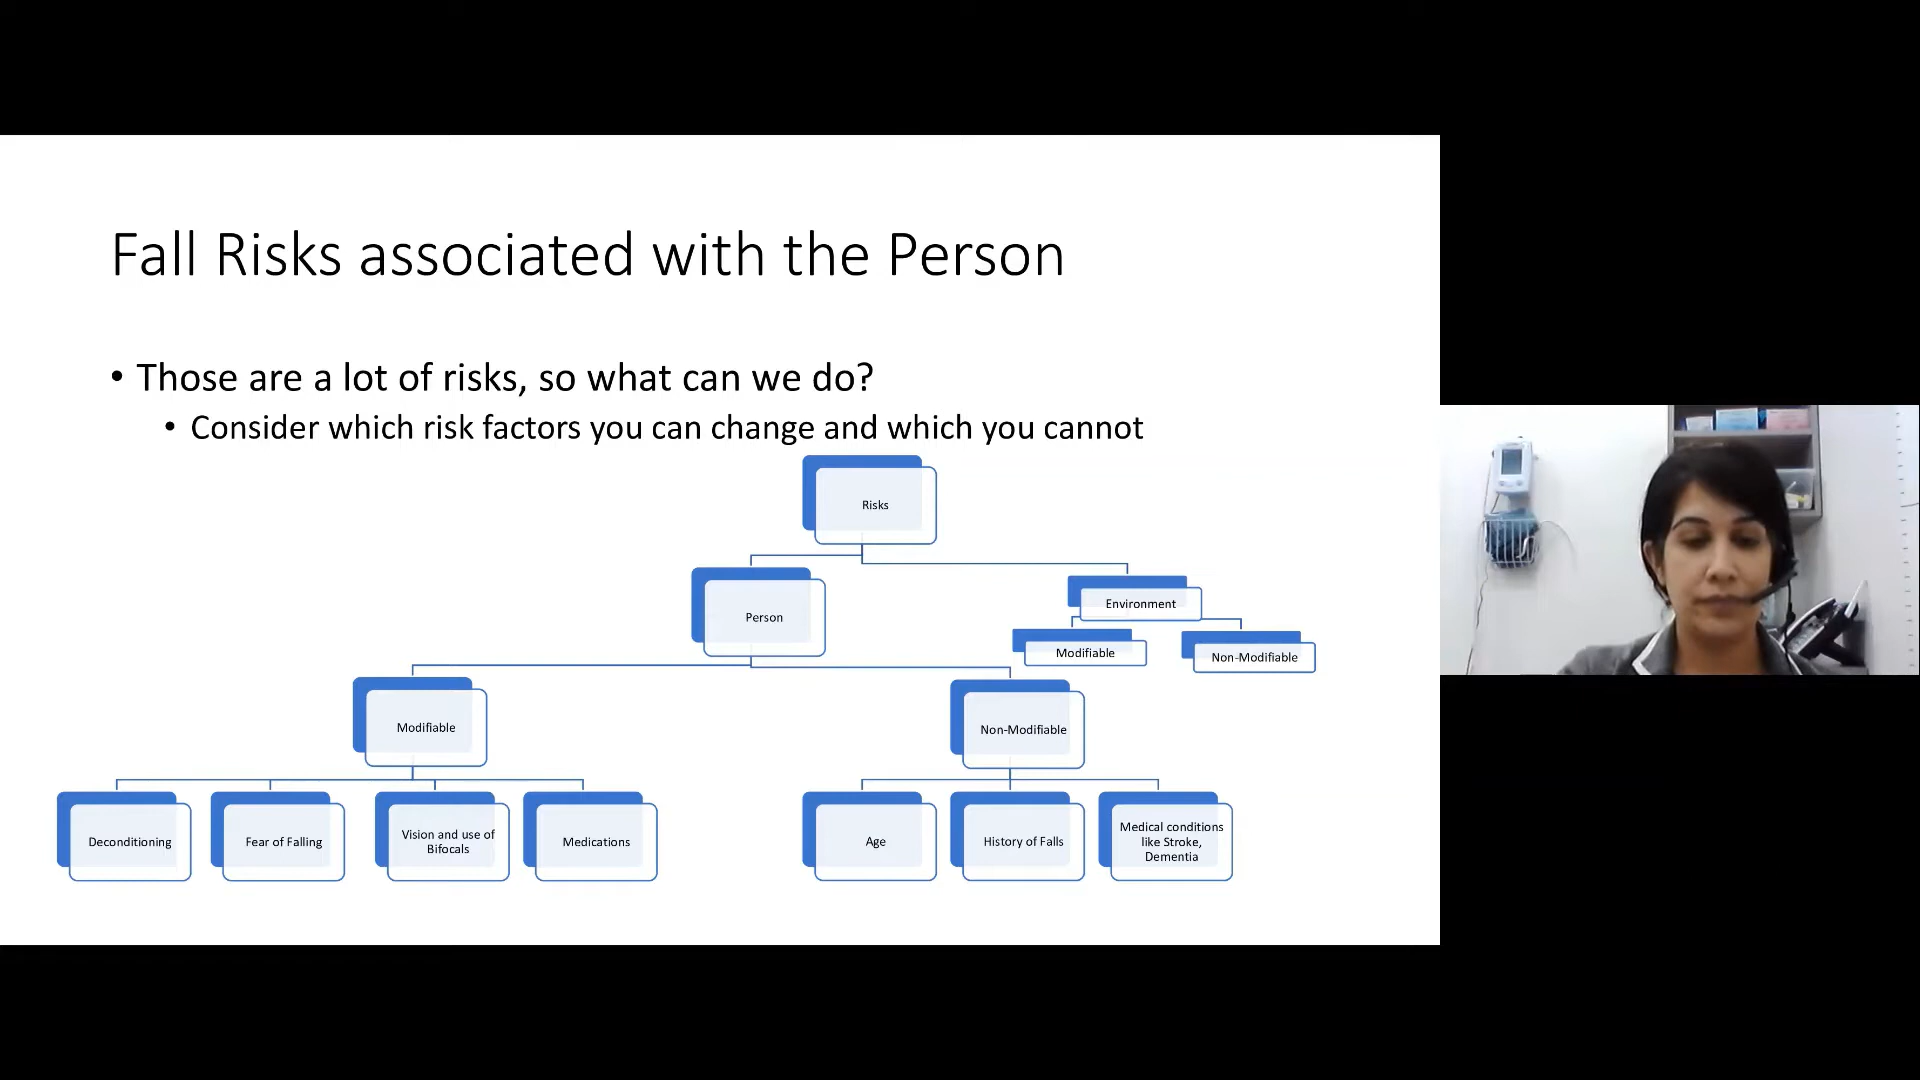 Fall Risks associated with the Person
• Those are a lot of risks, so what can we do?
• Consider which risk factors you can change and which you cannot
Risks
Person
Environment
Modifiable
Non-Modifiable
Modifiable
Non-Modifiable
Deconditioning
Fear of Falling
Vision and use of
Bifocals
Medications
Age
History of Falls
Medical conditions
like Stroke,
Dementia